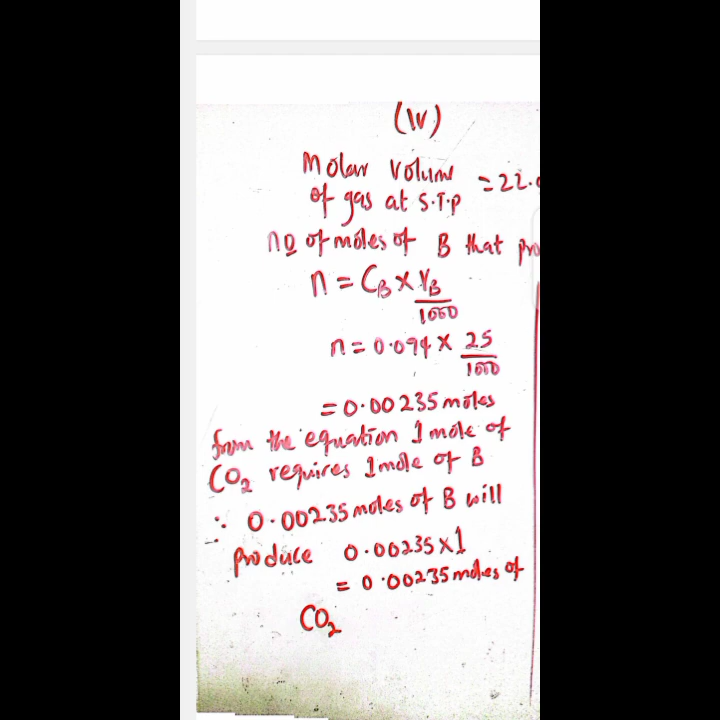 (IV)
Molar volume
of gas at S.T.P = 22.
no of moles of B that pro
n = C_B x V_B
1000
n = 0.094 x 25
1000
= 0.00235 moles
from the equation 1 mole of
CO₂ requires 1 mole of B
∴ 0.00235 moles of B will
produce 0.00235 x 1
= 0.00235 moles of
CO₂